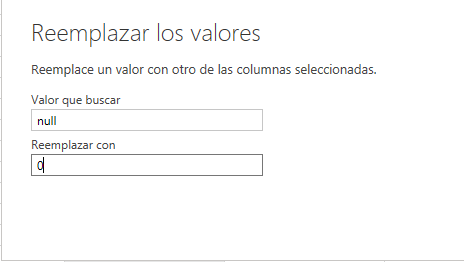 Reemplazar los valores
Reemplace un valor con otro de las columnas seleccionadas.
Valor que buscar
null
Reemplazar con
0